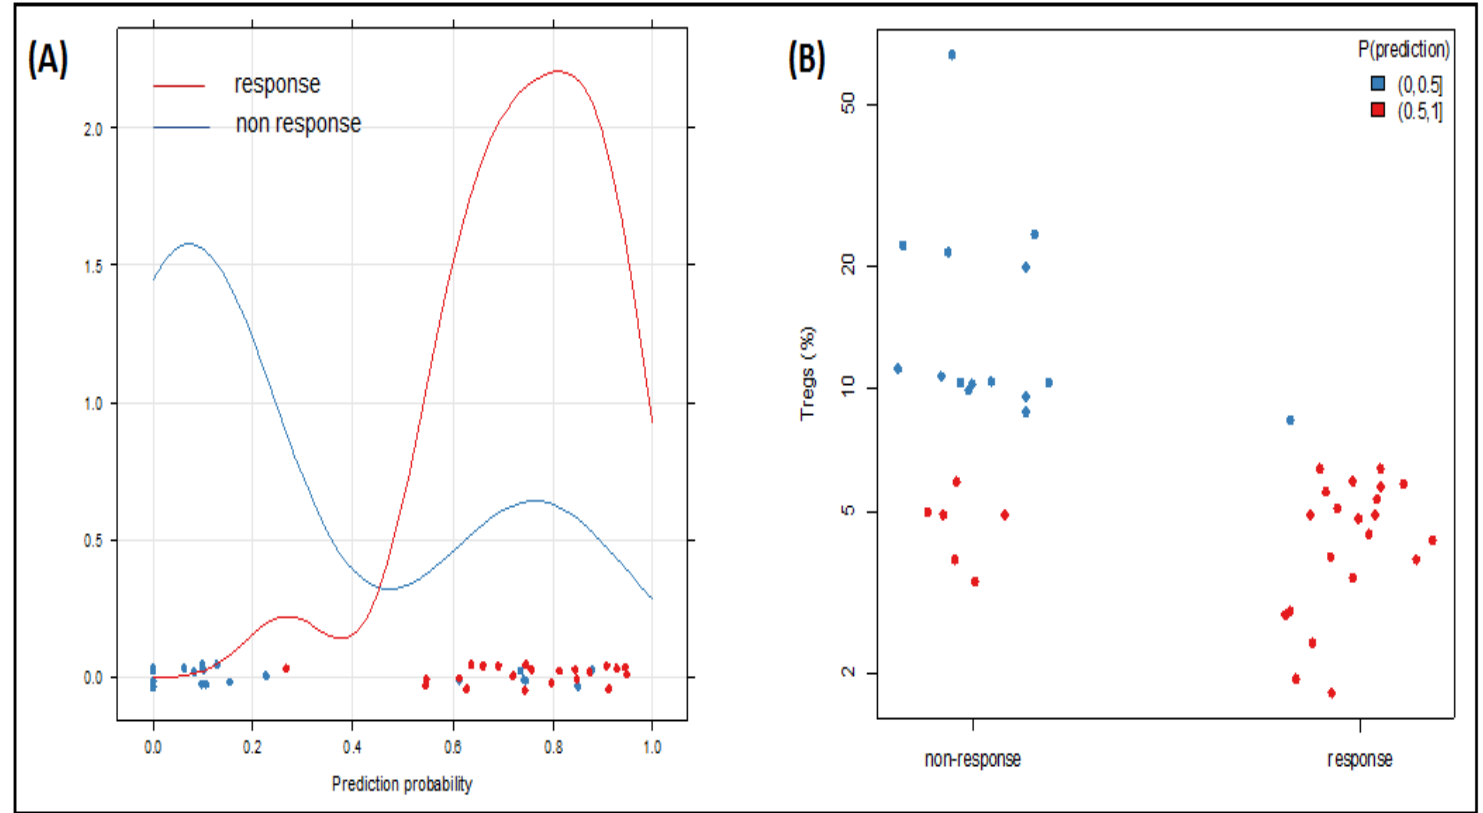 (A)
response
non response
2.0
1.5
1.0
0.5
0.0
0.0 0.2 0.4 0.6 0.8 1.0
Prediction probability
(B)
P(prediction)
(0,0.5]
(0.5,1]
Tregs (%)
50
20
10
5
2
non-response response